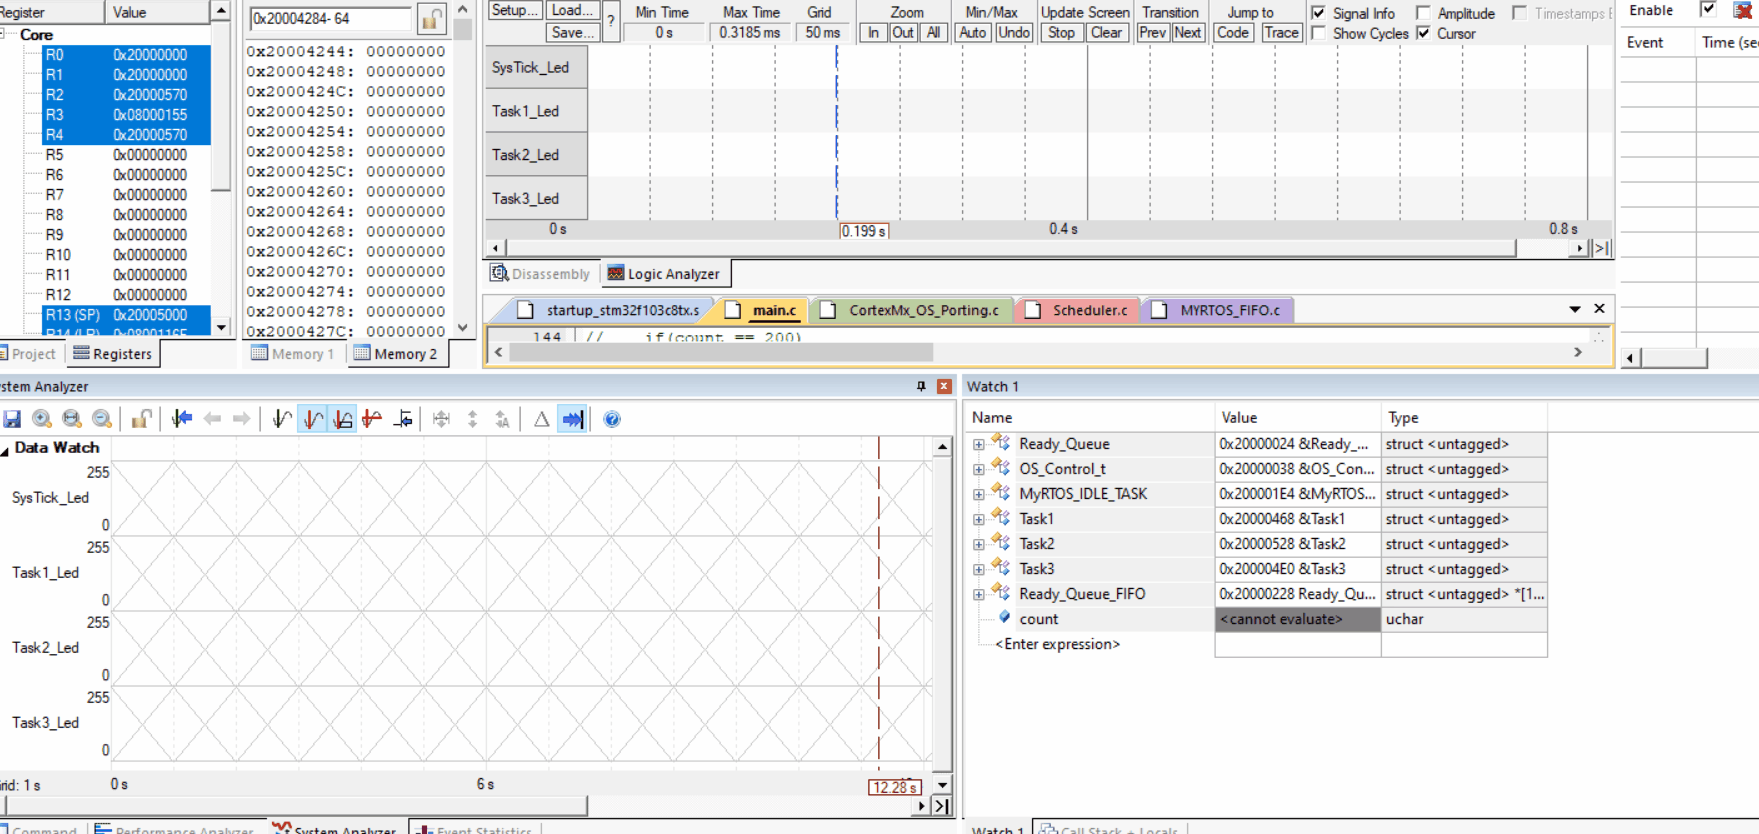 Register Value
Core
R0 0x20000000
R1 0x20000000
R2 0x20000570
R3 0x08000155
R4 0x20000570
R5 0x00000000
R6 0x00000000
R7 0x00000000
R8 0x00000000
R9 0x00000000
R10 0x00000000
R11 0x00000000
R12 0x00000000
R13 (SP) 0x20005000
R14 (LR) 0x0800116F
Project Registers
0x20004284- 64
0x20004244: 00000000
0x20004248: 00000000
0x2000424C: 00000000
0x20004250: 00000000
0x20004254: 00000000
0x20004258: 00000000
0x2000425C: 00000000
0x20004260: 00000000
0x20004264: 00000000
0x20004268: 00000000
0x2000426C: 00000000
0x20004270: 00000000
0x20004274: 00000000
0x20004278: 00000000
0x2000427C: 00000000
Memory 1 Memory 2
Setup... Load... ? Min Time Max Time Grid Zoom Min/Max Update Screen Transition Jump to Signal Info Amplitude Timestamps E
Save... 0 s 0.3185 ms 50 ms In Out All Auto Undo Stop Clear Prev Next Code Trace Show Cycles Cursor
SysTick_Led
Task1_Led
Task2_Led
Task3_Led
0 s 0.199 s 0.4 s 0.8 s
Disassembly Logic Analyzer
startup_stm32f103c8tx.s main.c CortexMx_OS_Porting.c Scheduler.c MYRTOS_FIFO.c
144 // if(count == 200)
Enable
Event Time (sec
stem Analyzer
Data Watch
255
SysTick_Led
0
255
Task1_Led
0
255
Task2_Led
0
255
Task3_Led
0
rid: 1 s 0 s 6 s 12.28 s
Command Performance Analyzer System Analyzer Event Statistics
Watch 1
Name Value Type
Ready_Queue 0x20000024 &Ready_... struct <untagged>
OS_Control_t 0x20000038 &OS_Con... struct <untagged>
MyRTOS_IDLE_TASK 0x200001E4 &MyRTOS... struct <untagged>
Task1 0x20000468 &Task1 struct <untagged>
Task2 0x20000528 &Task2 struct <untagged>
Task3 0x200004E0 &Task3 struct <untagged>
Ready_Queue_FIFO 0x20000228 Ready_Qu... struct <untagged> *[1...
count <cannot evaluate> uchar
<Enter expression>
Watch 1 Call Stack + Locals